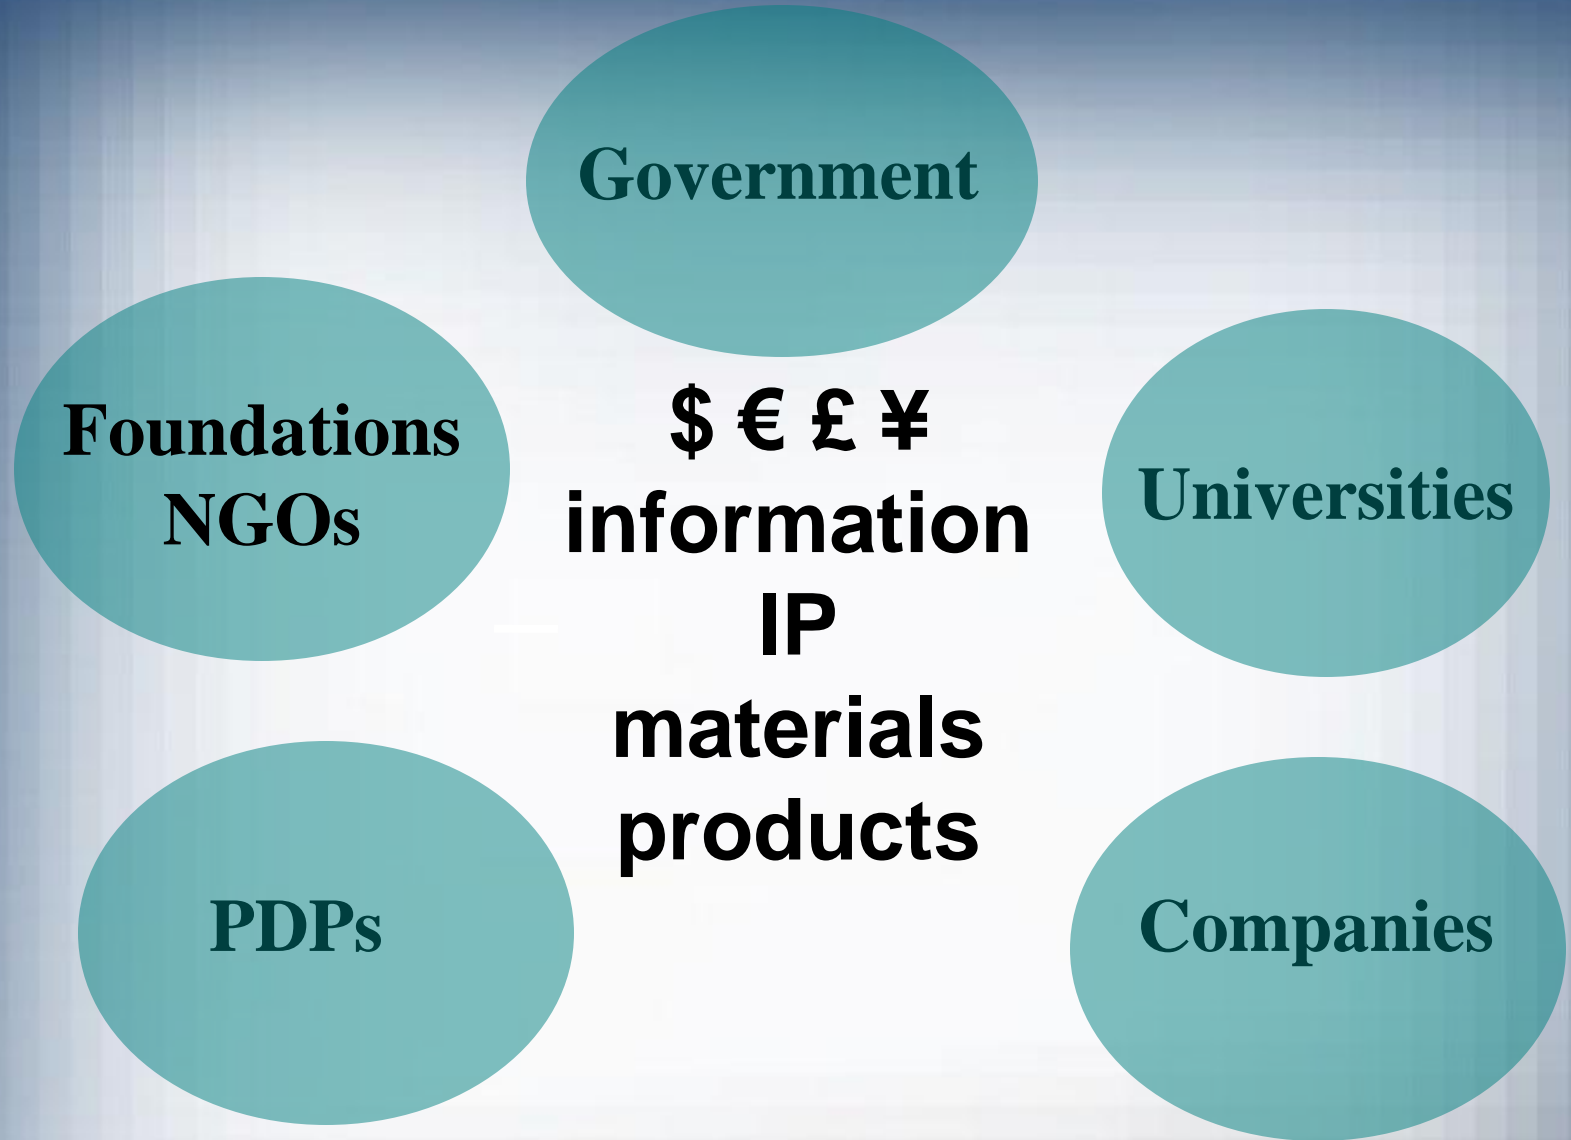 Government
Foundations
NGOs
$ € £ ¥
information
IP
materials
products
Universities
PDPs
Companies